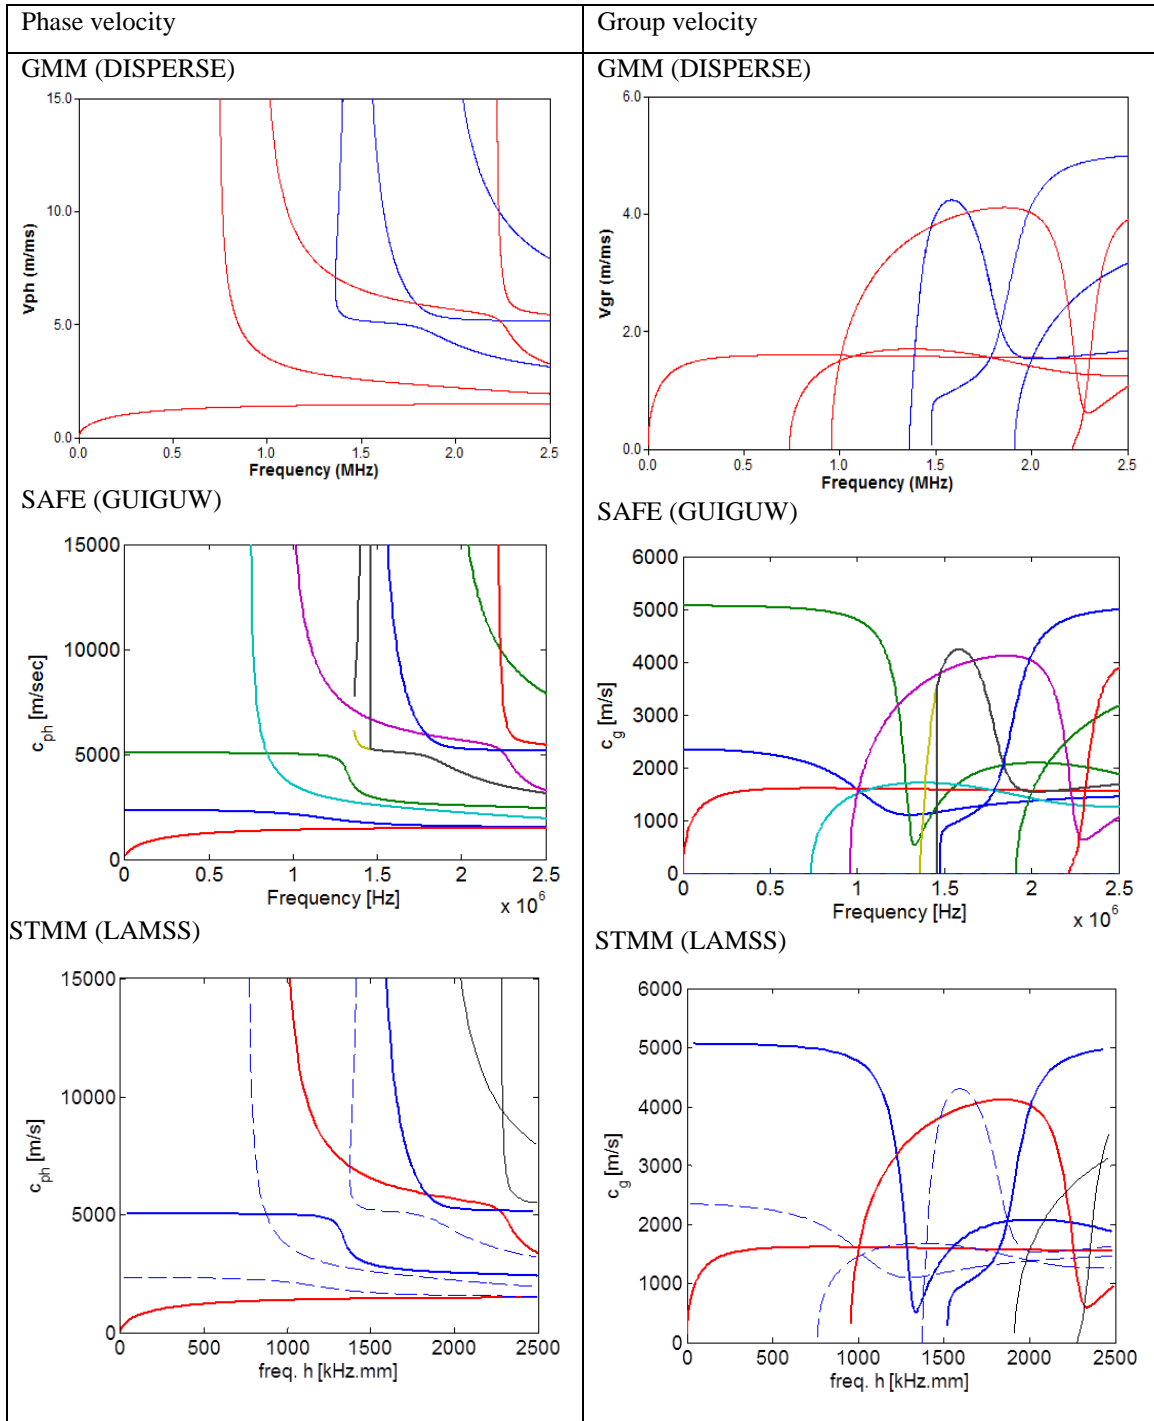 Phase velocity
Group velocity
GMM (DISPERSE)
GMM (DISPERSE)
15.0
10.0
5.0
0.0
Vph (m/ms)
0.0 0.5 1.0 1.5 2.0 2.5
Frequency (MHz)
6.0
4.0
2.0
0.0
Vgr (m/ms)
0.0 0.5 1.0 1.5 2.0 2.5
Frequency (MHz)
SAFE (GUIGUW)
SAFE (GUIGUW)
15000
10000
5000
0
c_ph [m/sec]
0 0.5 1 1.5 2 2.5
Frequency [Hz]
x 10^6
6000
5000
4000
3000
2000
1000
0
c_g [m/s]
0 0.5 1 1.5 2 2.5
Frequency [Hz]
x 10^6
STMM (LAMSS)
STMM (LAMSS)
15000
10000
5000
0
c_ph [m/s]
0 500 1000 1500 2000 2500
freq. h [kHz.mm]
6000
5000
4000
3000
2000
1000
0
c_g [m/s]
0 500 1000 1500 2000 2500
freq. h [kHz.mm]